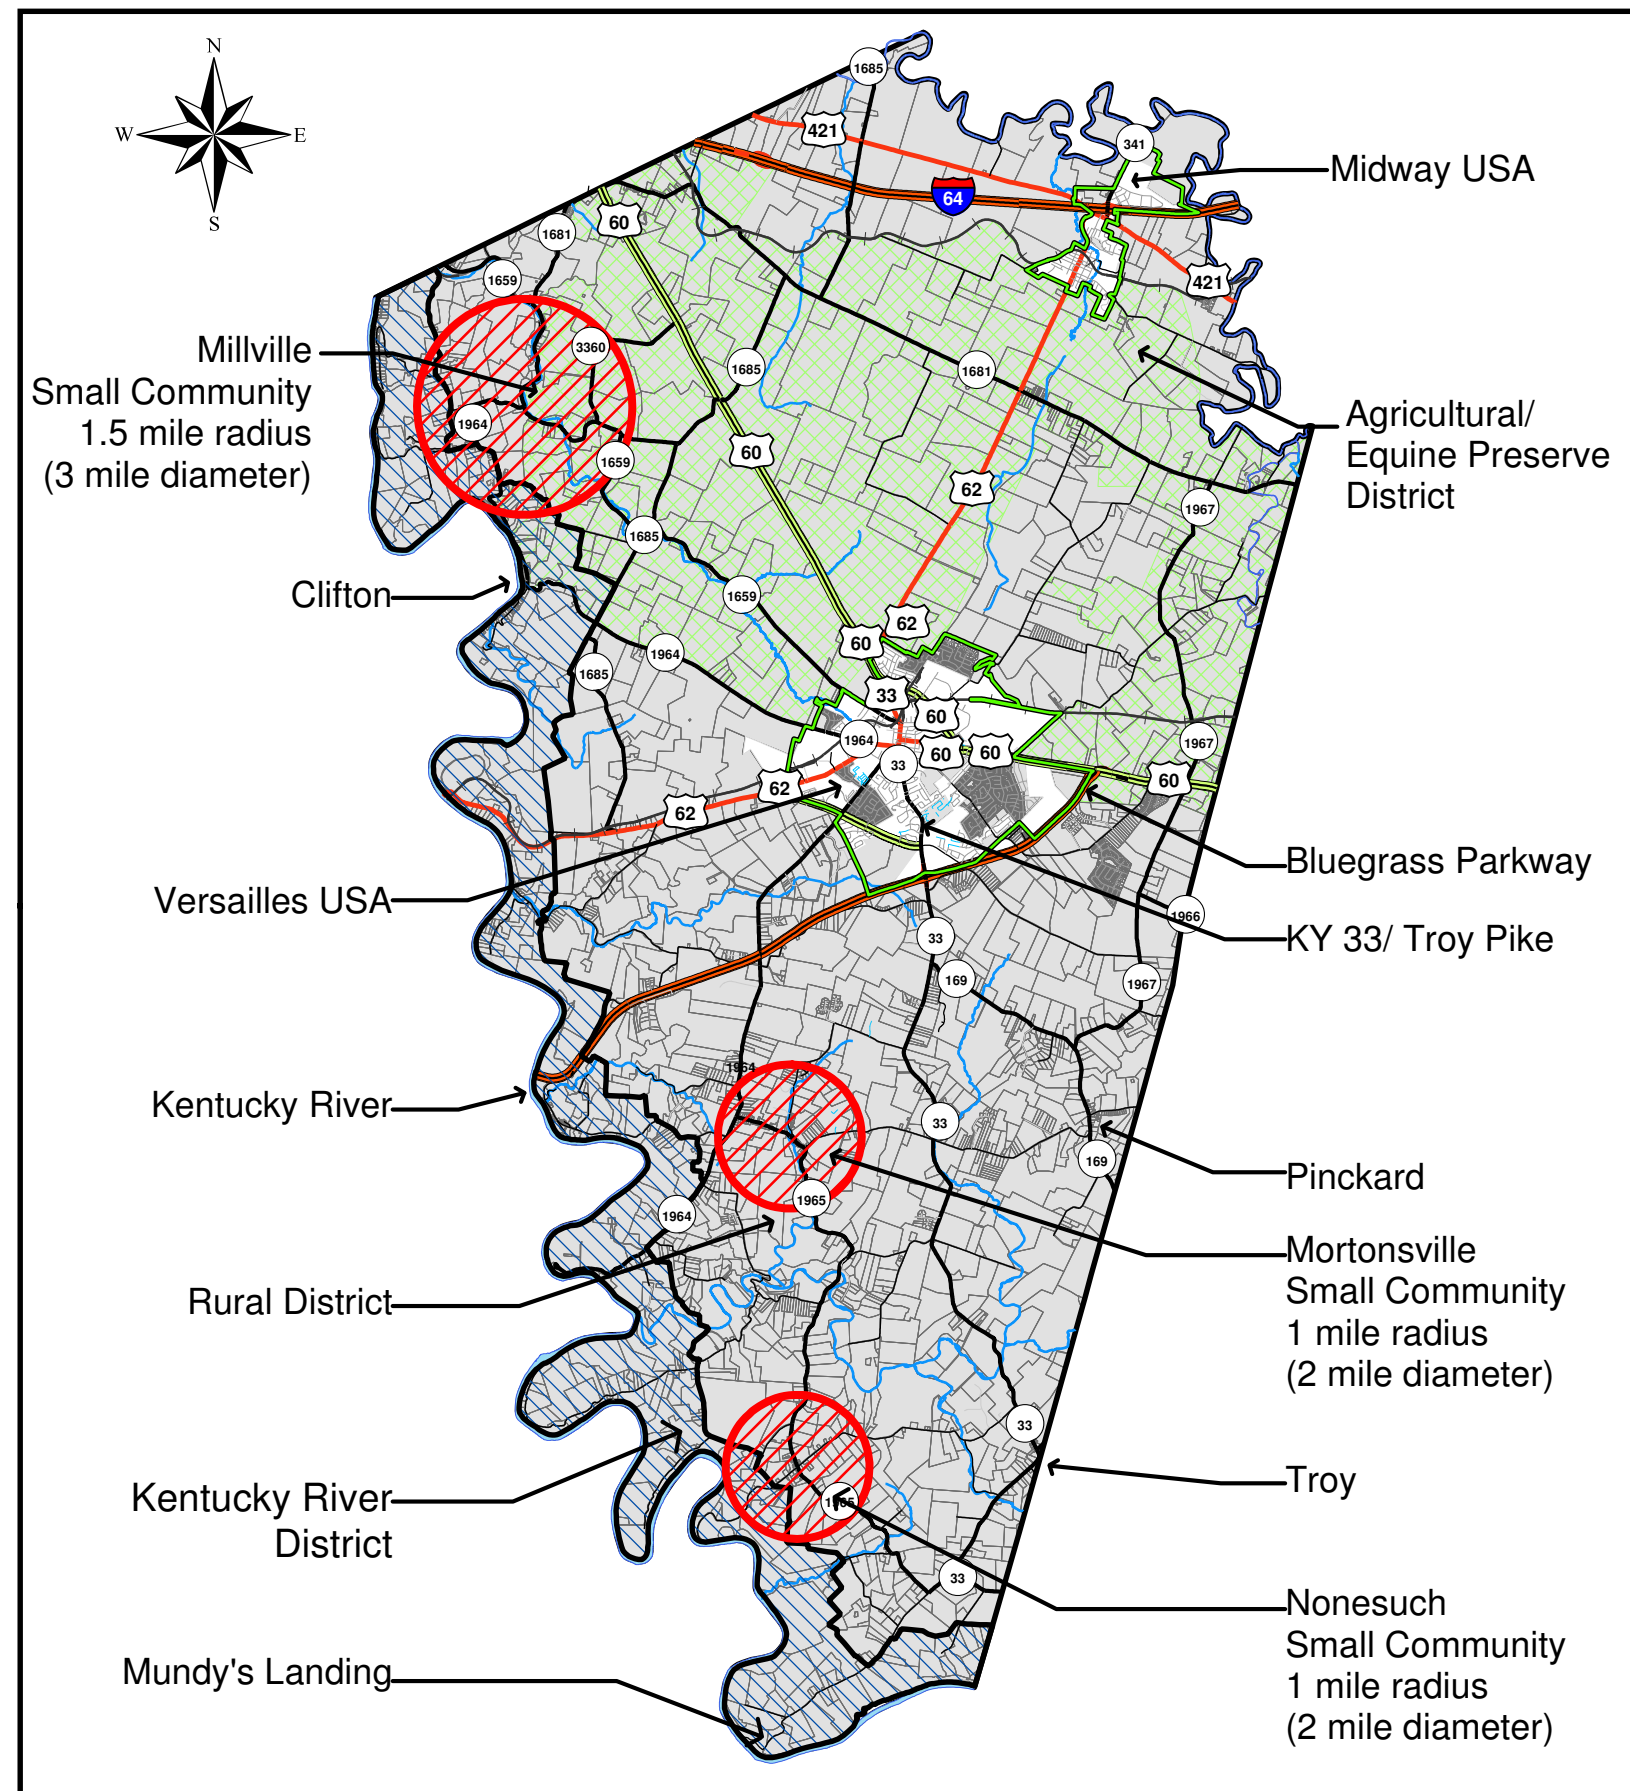 N
W
E
S
1685
421
341
Midway USA
64
60
1681
1659
421
Millville
Small Community
1.5 mile radius
(3 mile diameter)
3360
1685
1681
1964
Agricultural/
Equine Preserve
District
60
1659
62
1967
1685
Clifton
1659
62
60
1964
1685
33
60
1964
60
60
1967
33
62
60
62
Bluegrass Parkway
Versailles USA
1966
33
KY 33/ Troy Pike
169
1967
1964
Kentucky River
33
169
Pinckard
1965
1964
Mortonsville
Small Community
1 mile radius
(2 mile diameter)
Rural District
33
Troy
Kentucky River
District
33
Nonesuch
Small Community
1 mile radius
(2 mile diameter)
Mundy's Landing